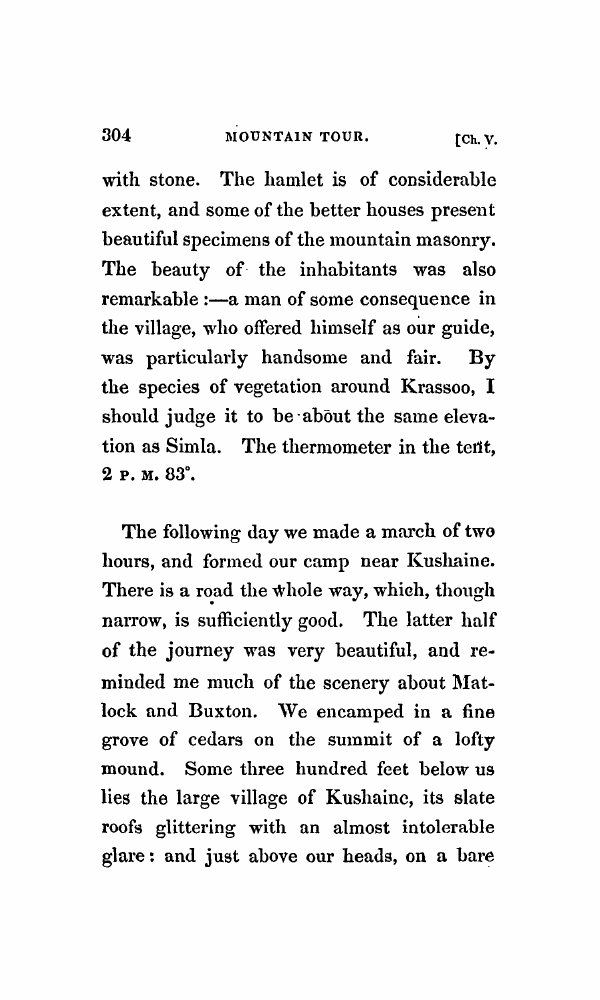 304 MOUNTAIN TOUR. [Ch. V.
with stone. The hamlet is of considerable
extent, and some of the better houses present
beautiful specimens of the mountain masonry.
The beauty of the inhabitants was also
remarkable :—a man of some consequence in
the village, who offered himself as our guide,
was particularly handsome and fair. By
the species of vegetation around Krassoo, I
should judge it to be about the same eleva-
tion as Simla. The thermometer in the tent,
2 P. M. 83°.
The following day we made a march of two
hours, and formed our camp near Kushaine.
There is a road the whole way, which, though
narrow, is sufficiently good. The latter half
of the journey was very beautiful, and re-
minded me much of the scenery about Mat-
lock and Buxton. We encamped in a fine
grove of cedars on the summit of a lofty
mound. Some three hundred feet below us
lies the large village of Kushaine, its slate
roofs glittering with an almost intolerable
glare: and just above our heads, on a bare